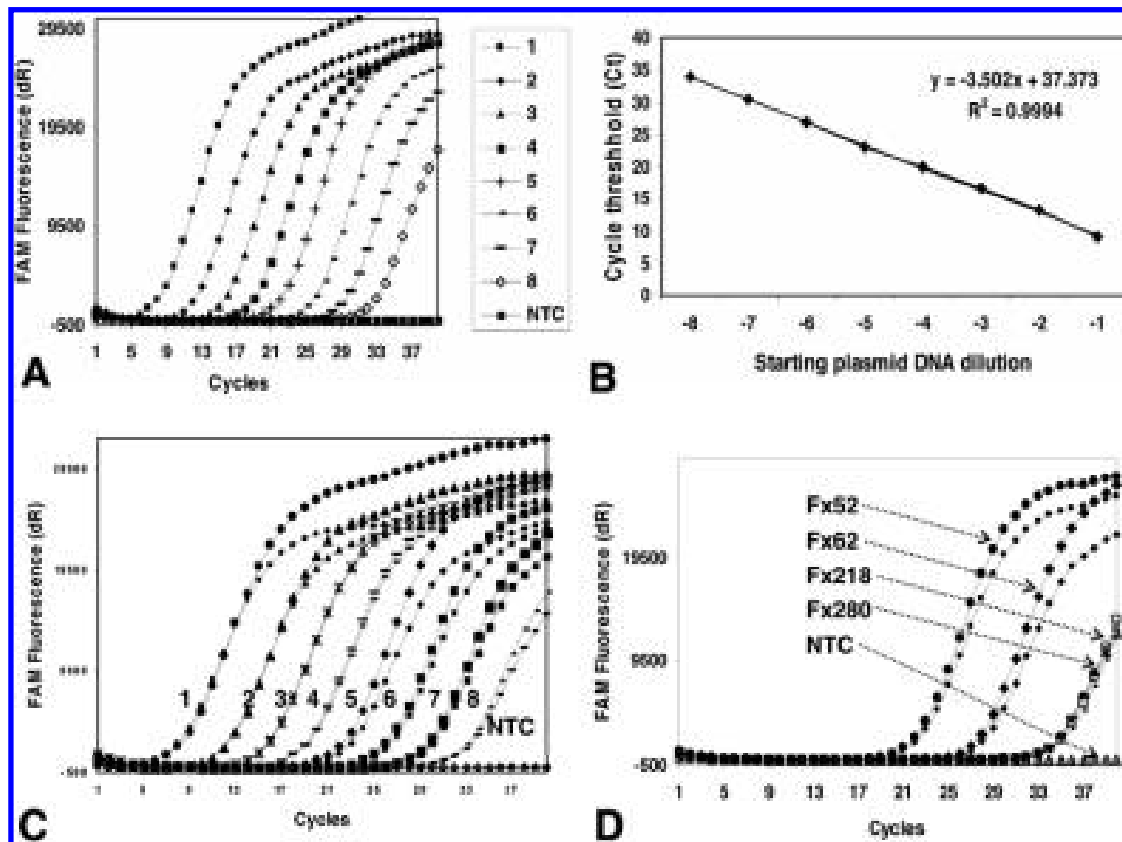 29500
19500
9500
-500
1 5 9 13 17 21 25 29 33 37
FAM Fluorescence (dR)
Cycles
A
1
2
3
4
5
6
7
8
NTC
40
35
30
25
20
15
10
5
0
y = -3.502x + 37.373
R² = 0.9994
Cycle threshhold (Ct)
-8 -7 -6 -5 -4 -3 -2 -1
Starting plasmid DNA dilution
B
FAM Fluorescence (dR)
1 2 3 4 5 6 7 8
NTC
-500
Cycles
C
Fx52
Fx62
Fx218
Fx280
NTC
19500
9500
-500
1 5 9 13 17 21 25 29 33 37
FAM Fluorescence (dR)
Cycles
D